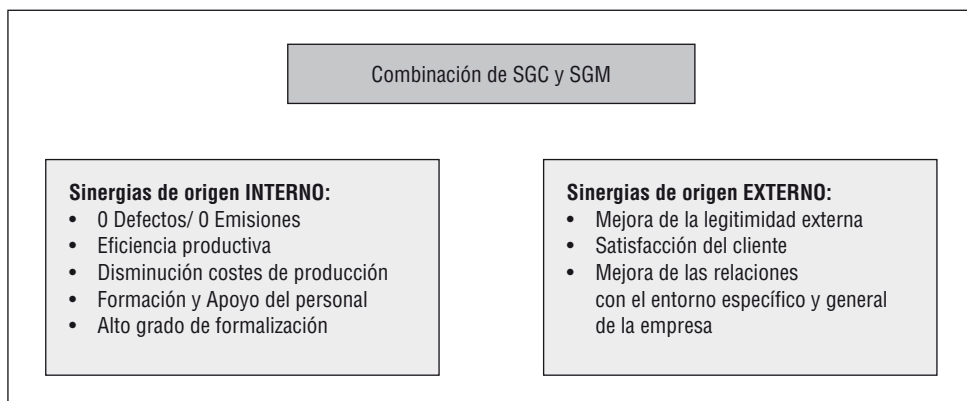 Combinación de SGC y SGM
Sinergias de origen INTERNO:
• 0 Defectos/ 0 Emisiones
• Eficiencia productiva
• Disminución costes de producción
• Formación y Apoyo del personal
• Alto grado de formalización
Sinergias de origen EXTERNO:
• Mejora de la legitimidad externa
• Satisfacción del cliente
• Mejora de las relaciones
con el entorno específico y general
de la empresa